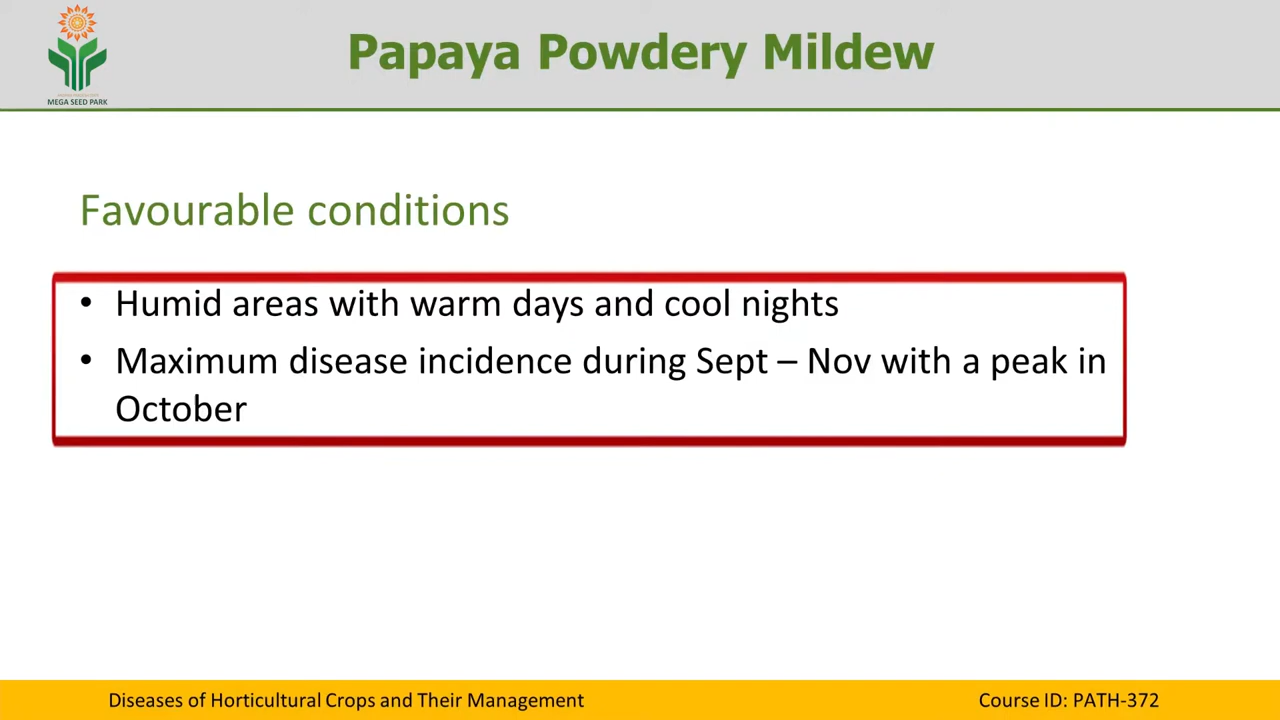 Papaya Powdery Mildew
MEGA SEED PARK
Favourable conditions
• Humid areas with warm days and cool nights
• Maximum disease incidence during Sept – Nov with a peak in
October
Diseases of Horticultural Crops and Their Management
Course ID: PATH-372